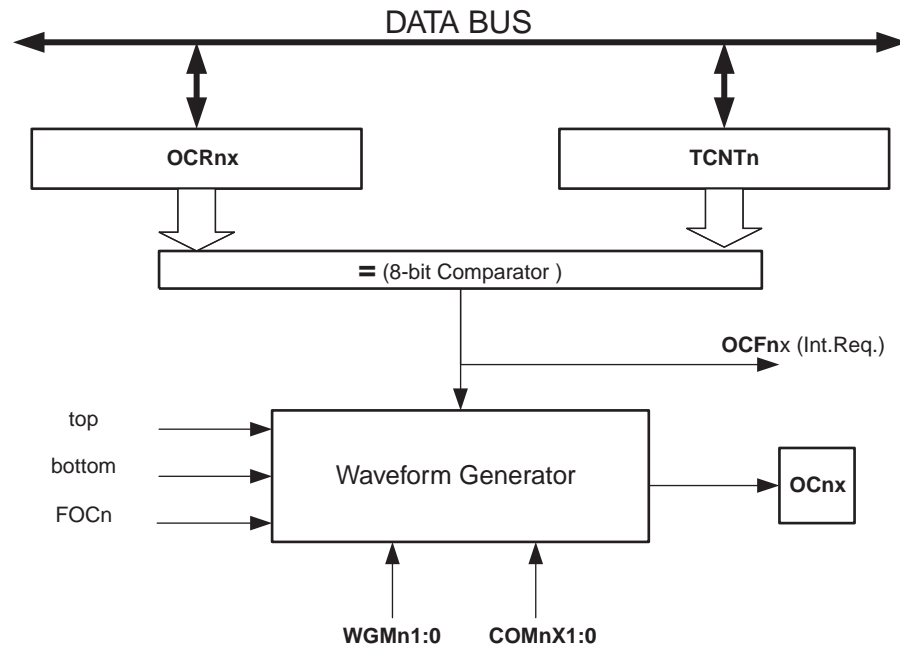 DATA BUS
OCRnx
TCNTn
= (8-bit Comparator )
OCFnx (Int.Req.)
top
bottom
FOCn
Waveform Generator
OCnx
WGMn1:0
COMnX1:0